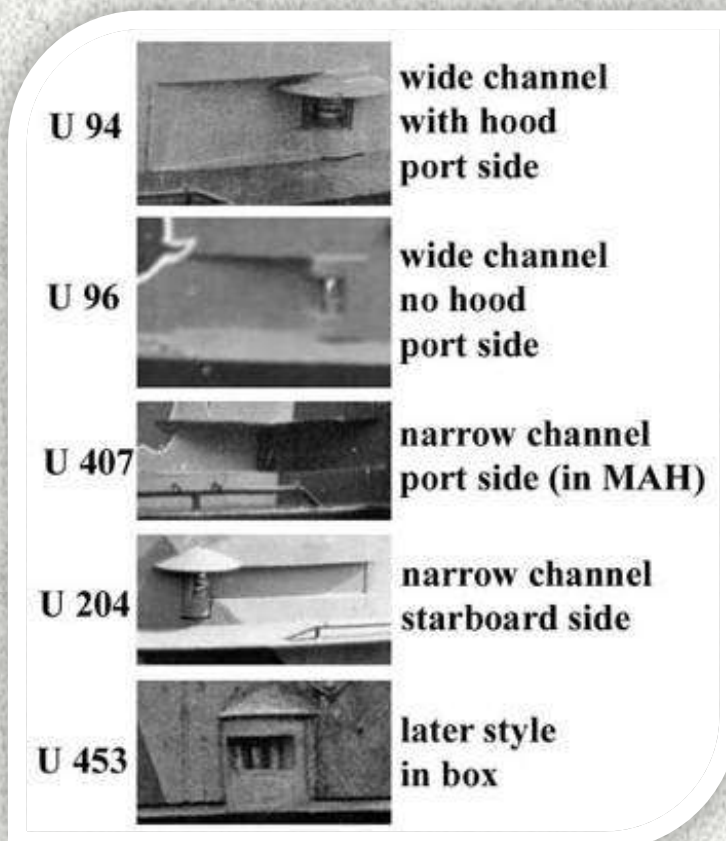 U 94
wide channel
with hood
port side
U 96
wide channel
no hood
port side
U 407
narrow channel
port side (in MAH)
U 204
narrow channel
starboard side
U 453
later style
in box